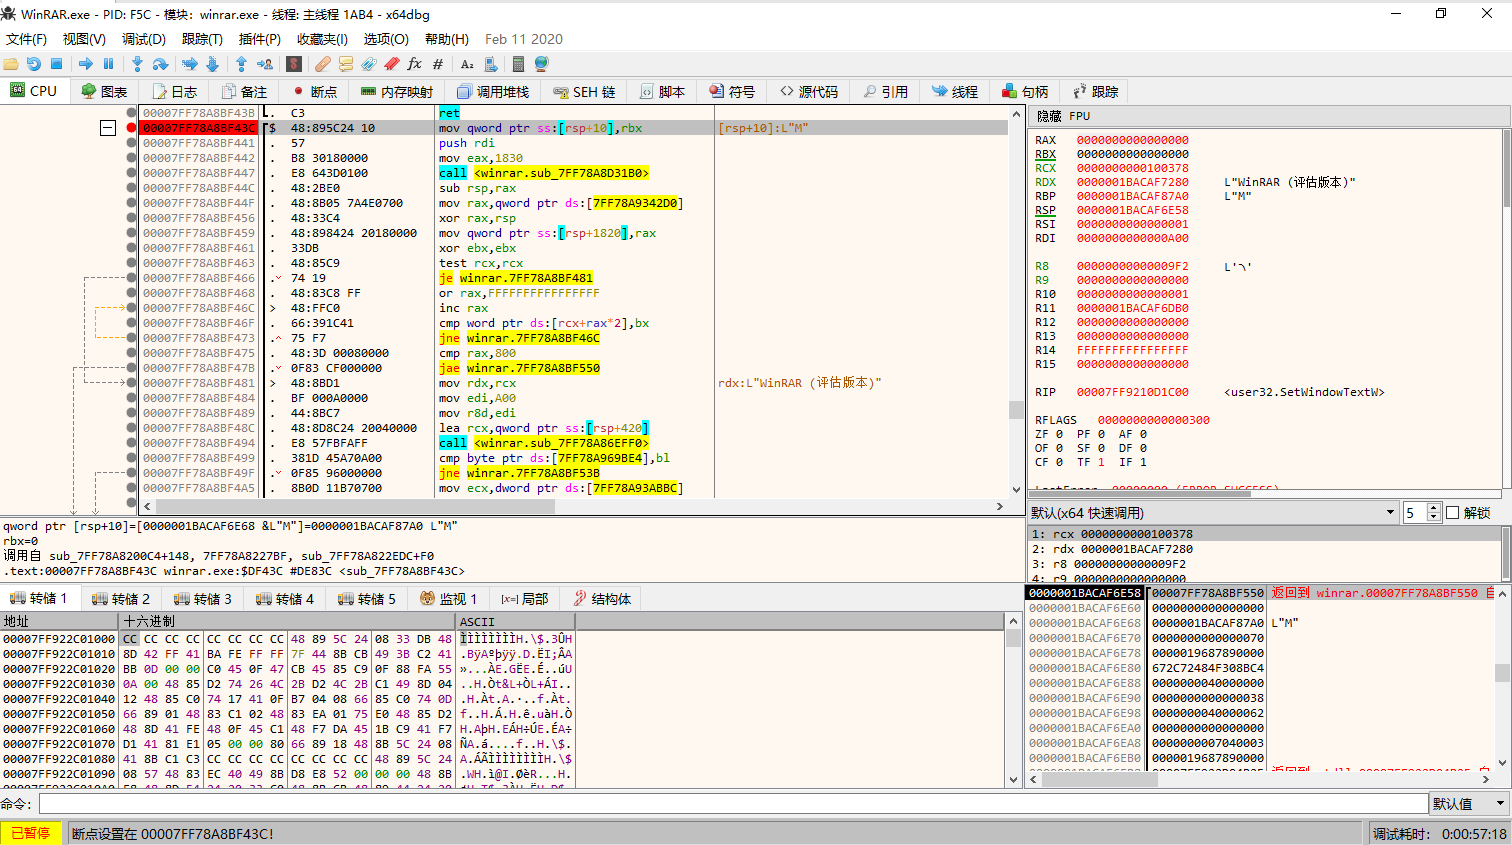 WinRAR.exe - PID: F5C - 模块: winrar.exe - 线程: 主线程 1AB4 - x64dbg
文件(F) 视图(V) 调试(D) 跟踪(T) 插件(P) 收藏夹(I) 选项(O) 帮助(H) Feb 11 2020
CPU 图表 日志 备注 断点 内存映射 调用堆栈 SEH 链 脚本 符号 源代码 引用 线程 句柄 跟踪
00007FF78A8BF43B . C3 ret
00007FF78A8BF43C $ 48:895C24 10 mov qword ptr ss:[rsp+10],rbx [rsp+10]:L"M"
00007FF78A8BF441 . 57 push rdi
00007FF78A8BF442 . B8 30180000 mov eax,1830
00007FF78A8BF447 . E8 643D0100 call <winrar.sub_7FF78A8D31B0>
00007FF78A8BF44C . 48:2BE0 sub rsp,rax
00007FF78A8BF44F . 48:8B05 7A4E0700 mov rax,qword ptr ds:[7FF78A9342D0]
00007FF78A8BF456 . 48:33C4 xor rax,rsp
00007FF78A8BF459 . 48:898424 20180000 mov qword ptr ss:[rsp+1820],rax
00007FF78A8BF461 . 33DB xor ebx,ebx
00007FF78A8BF463 . 48:85C9 test rcx,rcx
00007FF78A8BF466 . 74 19 je winrar.7FF78A8BF481
00007FF78A8BF468 . 48:83C8 FF or rax,FFFFFFFFFFFFFFFF
00007FF78A8BF46C > 48:FFC0 inc rax
00007FF78A8BF46F . 66:391C41 cmp word ptr ds:[rcx+rax*2],bx
00007FF78A8BF473 . 75 F7 jne winrar.7FF78A8BF46C
00007FF78A8BF475 . 48:3D 00080000 cmp rax,800
00007FF78A8BF47B . 0F83 CF000000 jae winrar.7FF78A8BF550
00007FF78A8BF481 > 48:8BD1 mov rdx,rcx rdx:L"WinRAR (评估版本)"
00007FF78A8BF484 . BF 000A0000 mov edi,A00
00007FF78A8BF489 . 44:8BC7 mov r8d,edi
00007FF78A8BF48C . 48:8D8C24 20040000 lea rcx,qword ptr ss:[rsp+420]
00007FF78A8BF494 . E8 57FBFAFF call <winrar.sub_7FF78A86EFF0>
00007FF78A8BF499 . 381D 45A70A00 cmp byte ptr ds:[7FF78A969BE4],bl
00007FF78A8BF49F . 0F85 96000000 jne winrar.7FF78A8BF53B
00007FF78A8BF4A5 . 8B0D 11B70700 mov ecx,dword ptr ds:[7FF78A93ABBC]
隐藏 FPU
RAX 0000000000000000
RBX 0000000000000000
RCX 0000000000100378
RDX 0000001BACAF7280 L"WinRAR (评估版本)"
RBP 0000001BACAF87A0 L"M"
RSP 0000001BACAF6E58
RSI 0000000000000001
RDI 0000000000000A00
R8 00000000000009F2
R9 0000000000000000
R10 0000000000000001
R11 0000001BACAF6DB0
R12 0000000000000000
R13 0000000000000000
R14 FFFFFFFFFFFFFFFF
R15 0000000000000000
RIP 00007FF9210D1C00 <user32.SetWindowTextW>
RFLAGS 0000000000000300
ZF 0 PF 0 AF 0
OF 0 SF 0 DF 0
CF 0 TF 1 IF 1
LastError 00000000 (ERROR_SUCCESS)
qword ptr [rsp+10]=[0000001BACAF6E68 &L"M"]=0000001BACAF87A0 L"M"
rbx=0
调用自 sub_7FF78A8200C4+148, 7FF78A8227BF, sub_7FF78A822EDC+F0
.text:00007FF78A8BF43C winrar.exe:$DF43C #DE83C <sub_7FF78A8BF43C>
默认(x64 快速调用) 5 解锁
1: rcx 0000000000100378
2: rdx 0000001BACAF7280
3: r8 00000000000009F2
4: r9 0000000000000000
转储 1 转储 2 转储 3 转储 4 转储 5 监视 1 [x=] 局部 结构体
地址 十六进制 ASCII
00007FF922C01000 CC CC CC CC CC CC CC CC 48 89 5C 24 08 33 DB 48 ÌÌÌÌÌÌÌÌH.\$.3ÛH
00007FF922C01010 8D 42 FF 41 BA FE FF FF 7F 44 8B CB 49 3B C2 41 .BÿAºþÿÿ.D.ËI;ÂA
00007FF922C01020 BB 0D 00 00 C0 45 0F 47 CB 45 85 C9 0F 88 FA 55 »...ÀE.GËE.É..úU
00007FF922C01030 0A 00 48 85 D2 74 26 4C 2B D2 4C 2B C1 49 8D 04 ..H.Òt&L+ÒL+ÁI..
00007FF922C01040 12 48 85 C0 74 17 41 0F B7 04 08 66 85 C0 74 0D .H.Àt.A.·..f.Àt.
00007FF922C01050 66 89 01 48 83 C1 02 48 83 EA 01 75 E0 48 85 D2 f..H.Á.H.ê.uàH.Ò
00007FF922C01060 48 8D 41 FE 48 0F 45 C1 48 F7 DA 45 1B C9 41 F7 H.AþH.EÁH÷ÚE.ÉA÷
00007FF922C01070 D1 41 81 E1 05 00 00 80 66 89 18 48 8B 5C 24 08 ÑA.á....f..H.\$.
00007FF922C01080 41 8B C1 C3 CC CC CC CC CC CC CC CC 48 89 5C 24 A.ÁÃÌÌÌÌÌÌÌÌH.\$
00007FF922C01090 08 57 48 83 EC 40 49 8B D8 E8 52 00 00 00 48 8B .WH.ì@I.ØèR...H.
0000001BACAF6E58 00007FF78A8BF550 返回到 winrar.00007FF78A8BF550 自
0000001BACAF6E60 0000000000000000
0000001BACAF6E68 0000001BACAF87A0 L"M"
0000001BACAF6E70 0000000000000070
0000001BACAF6E78 0000019687890000
0000001BACAF6E80 672C72484F308BC4
0000001BACAF6E88 0000000040000000
0000001BACAF6E90 0000000000000038
0000001BACAF6E98 0000000040000062
0000001BACAF6EA0 0000000000000000
0000001BACAF6EA8 0000000007040003
0000001BACAF6EB0 0000019687890000
命令: 默认值
已暂停 断点设置在 00007FF78A8BF43C! 调试耗时: 0:00:57:18